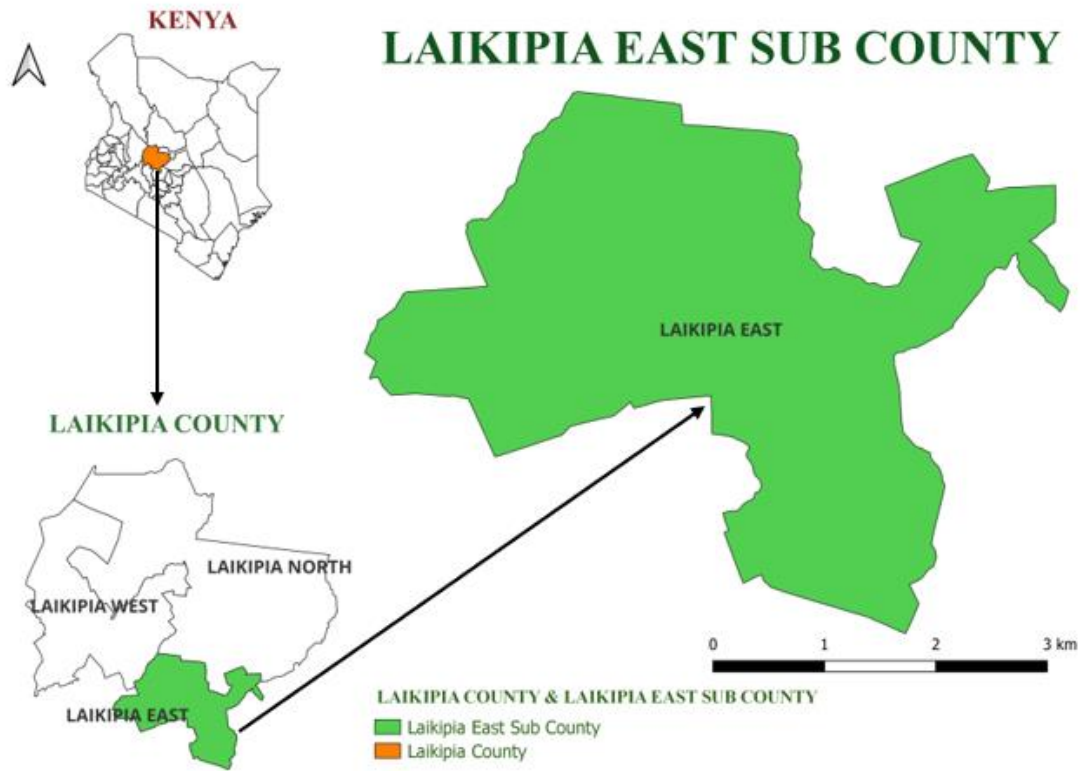 KENYA
LAIKIPIA EAST SUB COUNTY
LAIKIPIA EAST
LAIKIPIA COUNTY
LAIKIPIA NORTH
LAIKIPIA WEST
LAIKIPIA EAST
0 1 2 3 km
LAIKIPIA COUNTY & LAIKIPIA EAST SUB COUNTY
Laikipia East Sub County
Laikipia County